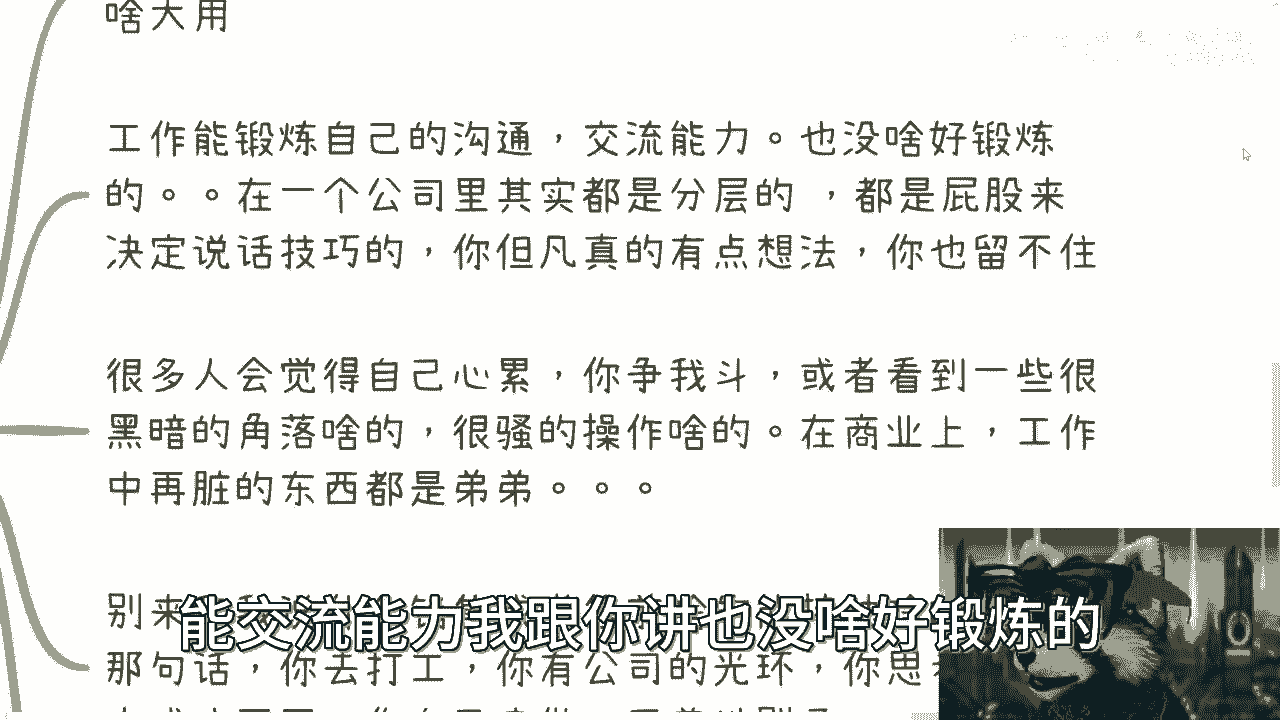 啥大用
工作能锻炼自己的沟通，交流能力。也没啥好锻炼
的。。在一个公司里其实都是分层的 ，都是屁股来
决定说话技巧的，你但凡真的有点想法，你也留不住
很多人会觉得自己心累，你争我斗，或者看到一些很
黑暗的角落啥的，很骚的操作啥的。在商业上，工作
中再脏的东西都是弟弟。。。
别来
能交流能力我跟你讲也没啥好锻炼的
那句话，你去打工，你有公司的光环，你思